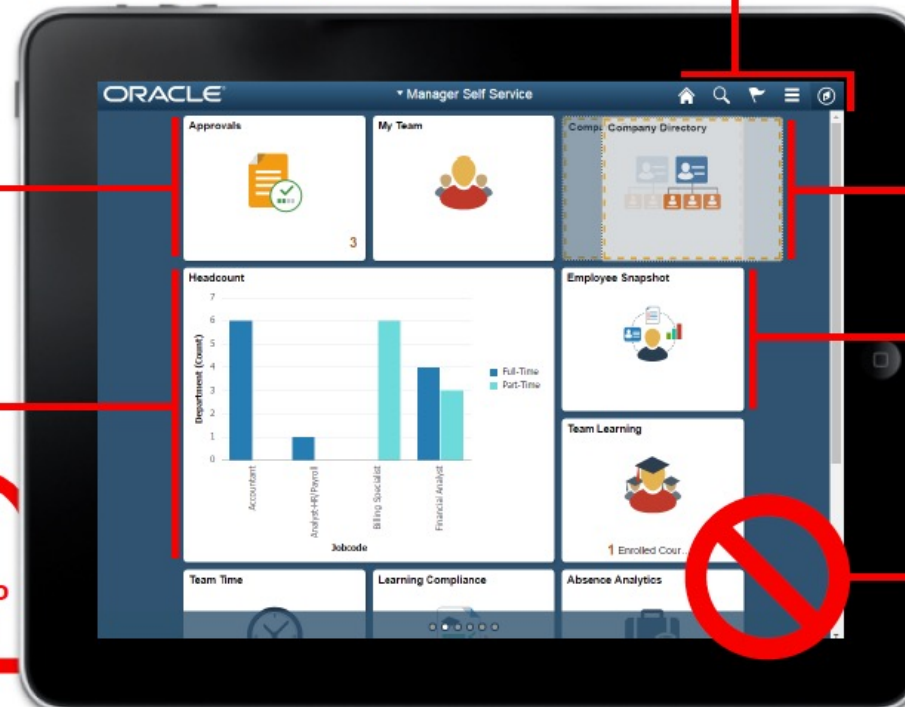 ORACLE
Manager Self Service
Approvals
My Team
Comp
Company Directory
3
Headcount
Employee Snapshot
7
6
5
4
3
2
1
0
Department (Count)
Full-Time
Part-Time
Accountant
Analyst-HR/Payroll
Billing Specialist
Financial Analyst
Jobcode
Team Learning
1 Enrolled Cour...
Team Time
Learning Compliance
Absence Analytics